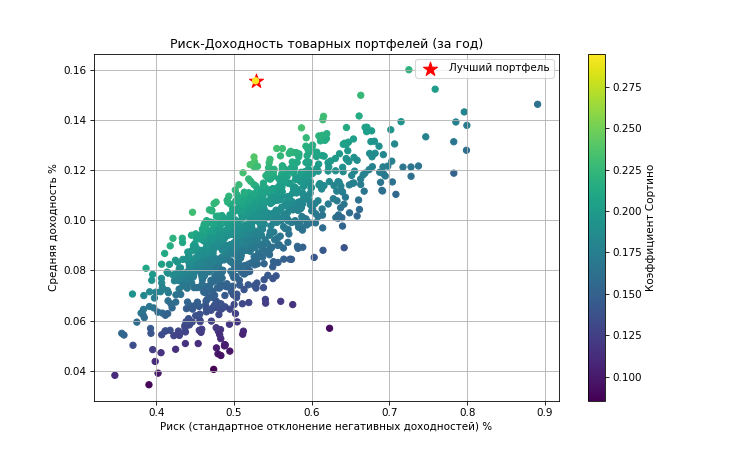 Риск-Доходность товарных портфелей (за год)
Лучший портфель
Средняя доходность %
0.16
0.14
0.12
0.10
0.08
0.06
0.04
0.4 0.5 0.6 0.7 0.8 0.9
Риск (стандартное отклонение негативных доходностей) %
0.275
0.250
0.225
0.200
0.175
0.150
0.125
0.100
Коэффициент Сортино